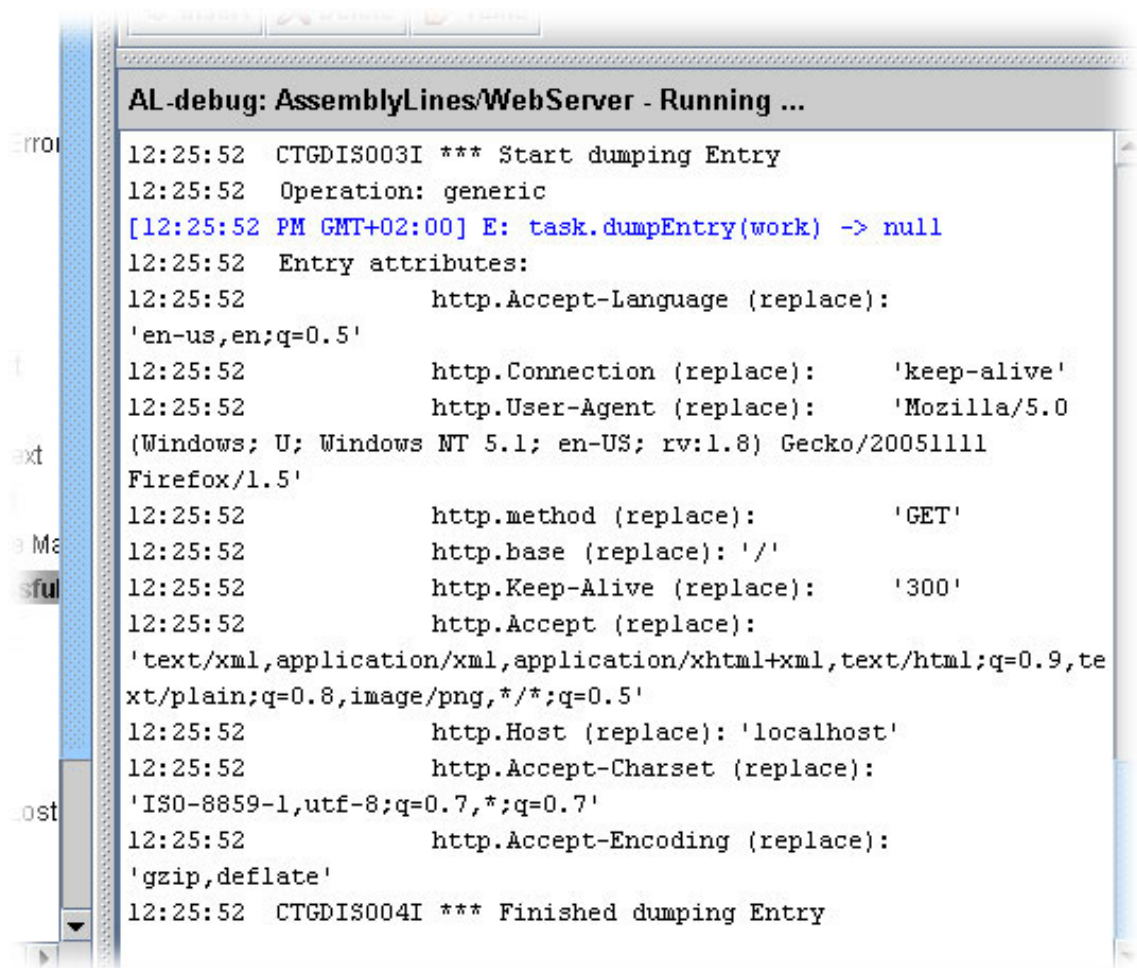 AL-debug: AssemblyLines/WebServer - Running ...
12:25:52 CTGDIS003I *** Start dumping Entry
12:25:52 Operation: generic
[12:25:52 PM GMT+02:00] E: task.dumpEntry(work) -> null
12:25:52 Entry attributes:
12:25:52 http.Accept-Language (replace):
'en-us,en;q=0.5'
12:25:52 http.Connection (replace): 'keep-alive'
12:25:52 http.User-Agent (replace): 'Mozilla/5.0
(Windows; U; Windows NT 5.1; en-US; rv:1.8) Gecko/20051111
Firefox/1.5'
12:25:52 http.method (replace): 'GET'
12:25:52 http.base (replace): '/'
12:25:52 http.Keep-Alive (replace): '300'
12:25:52 http.Accept (replace):
'text/xml,application/xml,application/xhtml+xml,text/html;q=0.9,te
xt/plain;q=0.8,image/png,*/*;q=0.5'
12:25:52 http.Host (replace): 'localhost'
12:25:52 http.Accept-Charset (replace):
'ISO-8859-1,utf-8;q=0.7,*;q=0.7'
12:25:52 http.Accept-Encoding (replace):
'gzip,deflate'
12:25:52 CTGDIS004I *** Finished dumping Entry